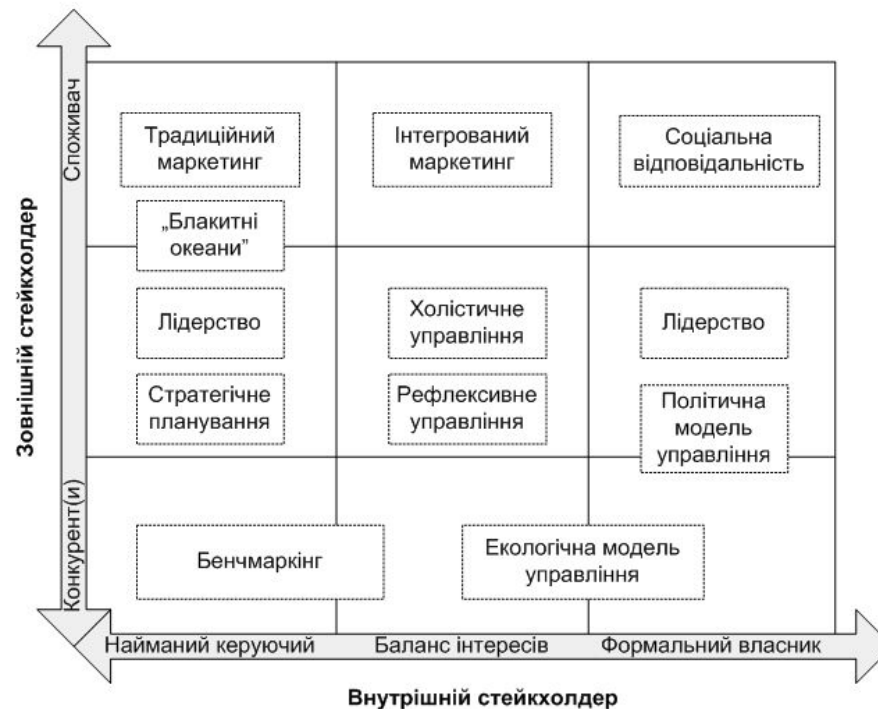 Зовнішній стейкхолдер
Споживач
Конкурент(и)
Традиційний
маркетинг
Інтегрований
маркетинг
Соціальна
відповідальність
„Блакитні
океани”
Лідерство
Холістичне
управління
Лідерство
Стратегічне
планування
Рефлексивне
управління
Політична
модель
управління
Бенчмаркінг
Екологічна модель
управління
Найманий керуючий
Баланс інтересів
Формальний власник
Внутрішній стейкхолдер